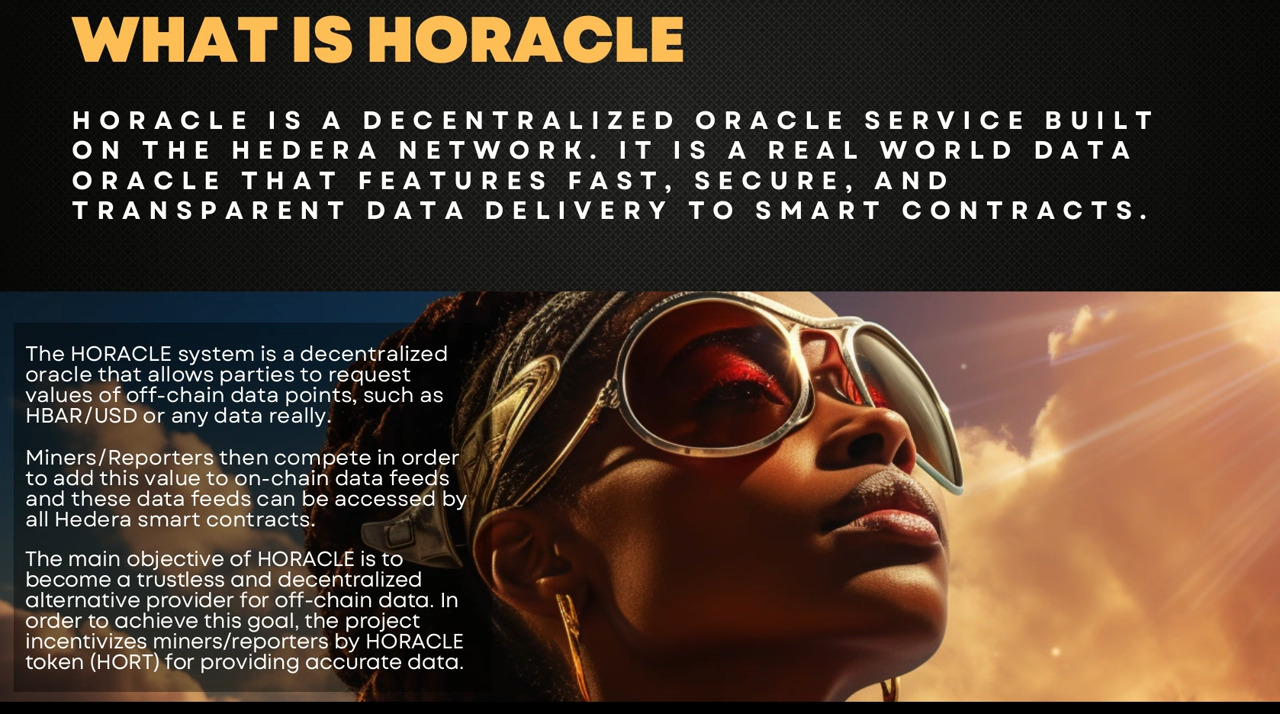 WHAT IS HORACLE
HORACLE IS A DECENTRALIZED ORACLE SERVICE BUILT
ON THE HEDERA NETWORK. IT IS A REAL WORLD DATA
ORACLE THAT FEATURES FAST, SECURE, AND
TRANSPARENT DATA DELIVERY TO SMART CONTRACTS.
The HORACLE system is a decentralized
oracle that allows parties to request
values of off-chain data points, such as
HBAR/USD or any data really.
Miners/Reporters then compete in order
to add this value to on-chain data feeds
and these data feeds can be accessed by
all Hedera smart contracts.
The main objective of HORACLE is to
become a trustless and decentralized
alternative provider for off-chain data. In
order to achieve this goal, the project
incentivizes miners/reporters by HORACLE
token (HORT) for providing accurate data.